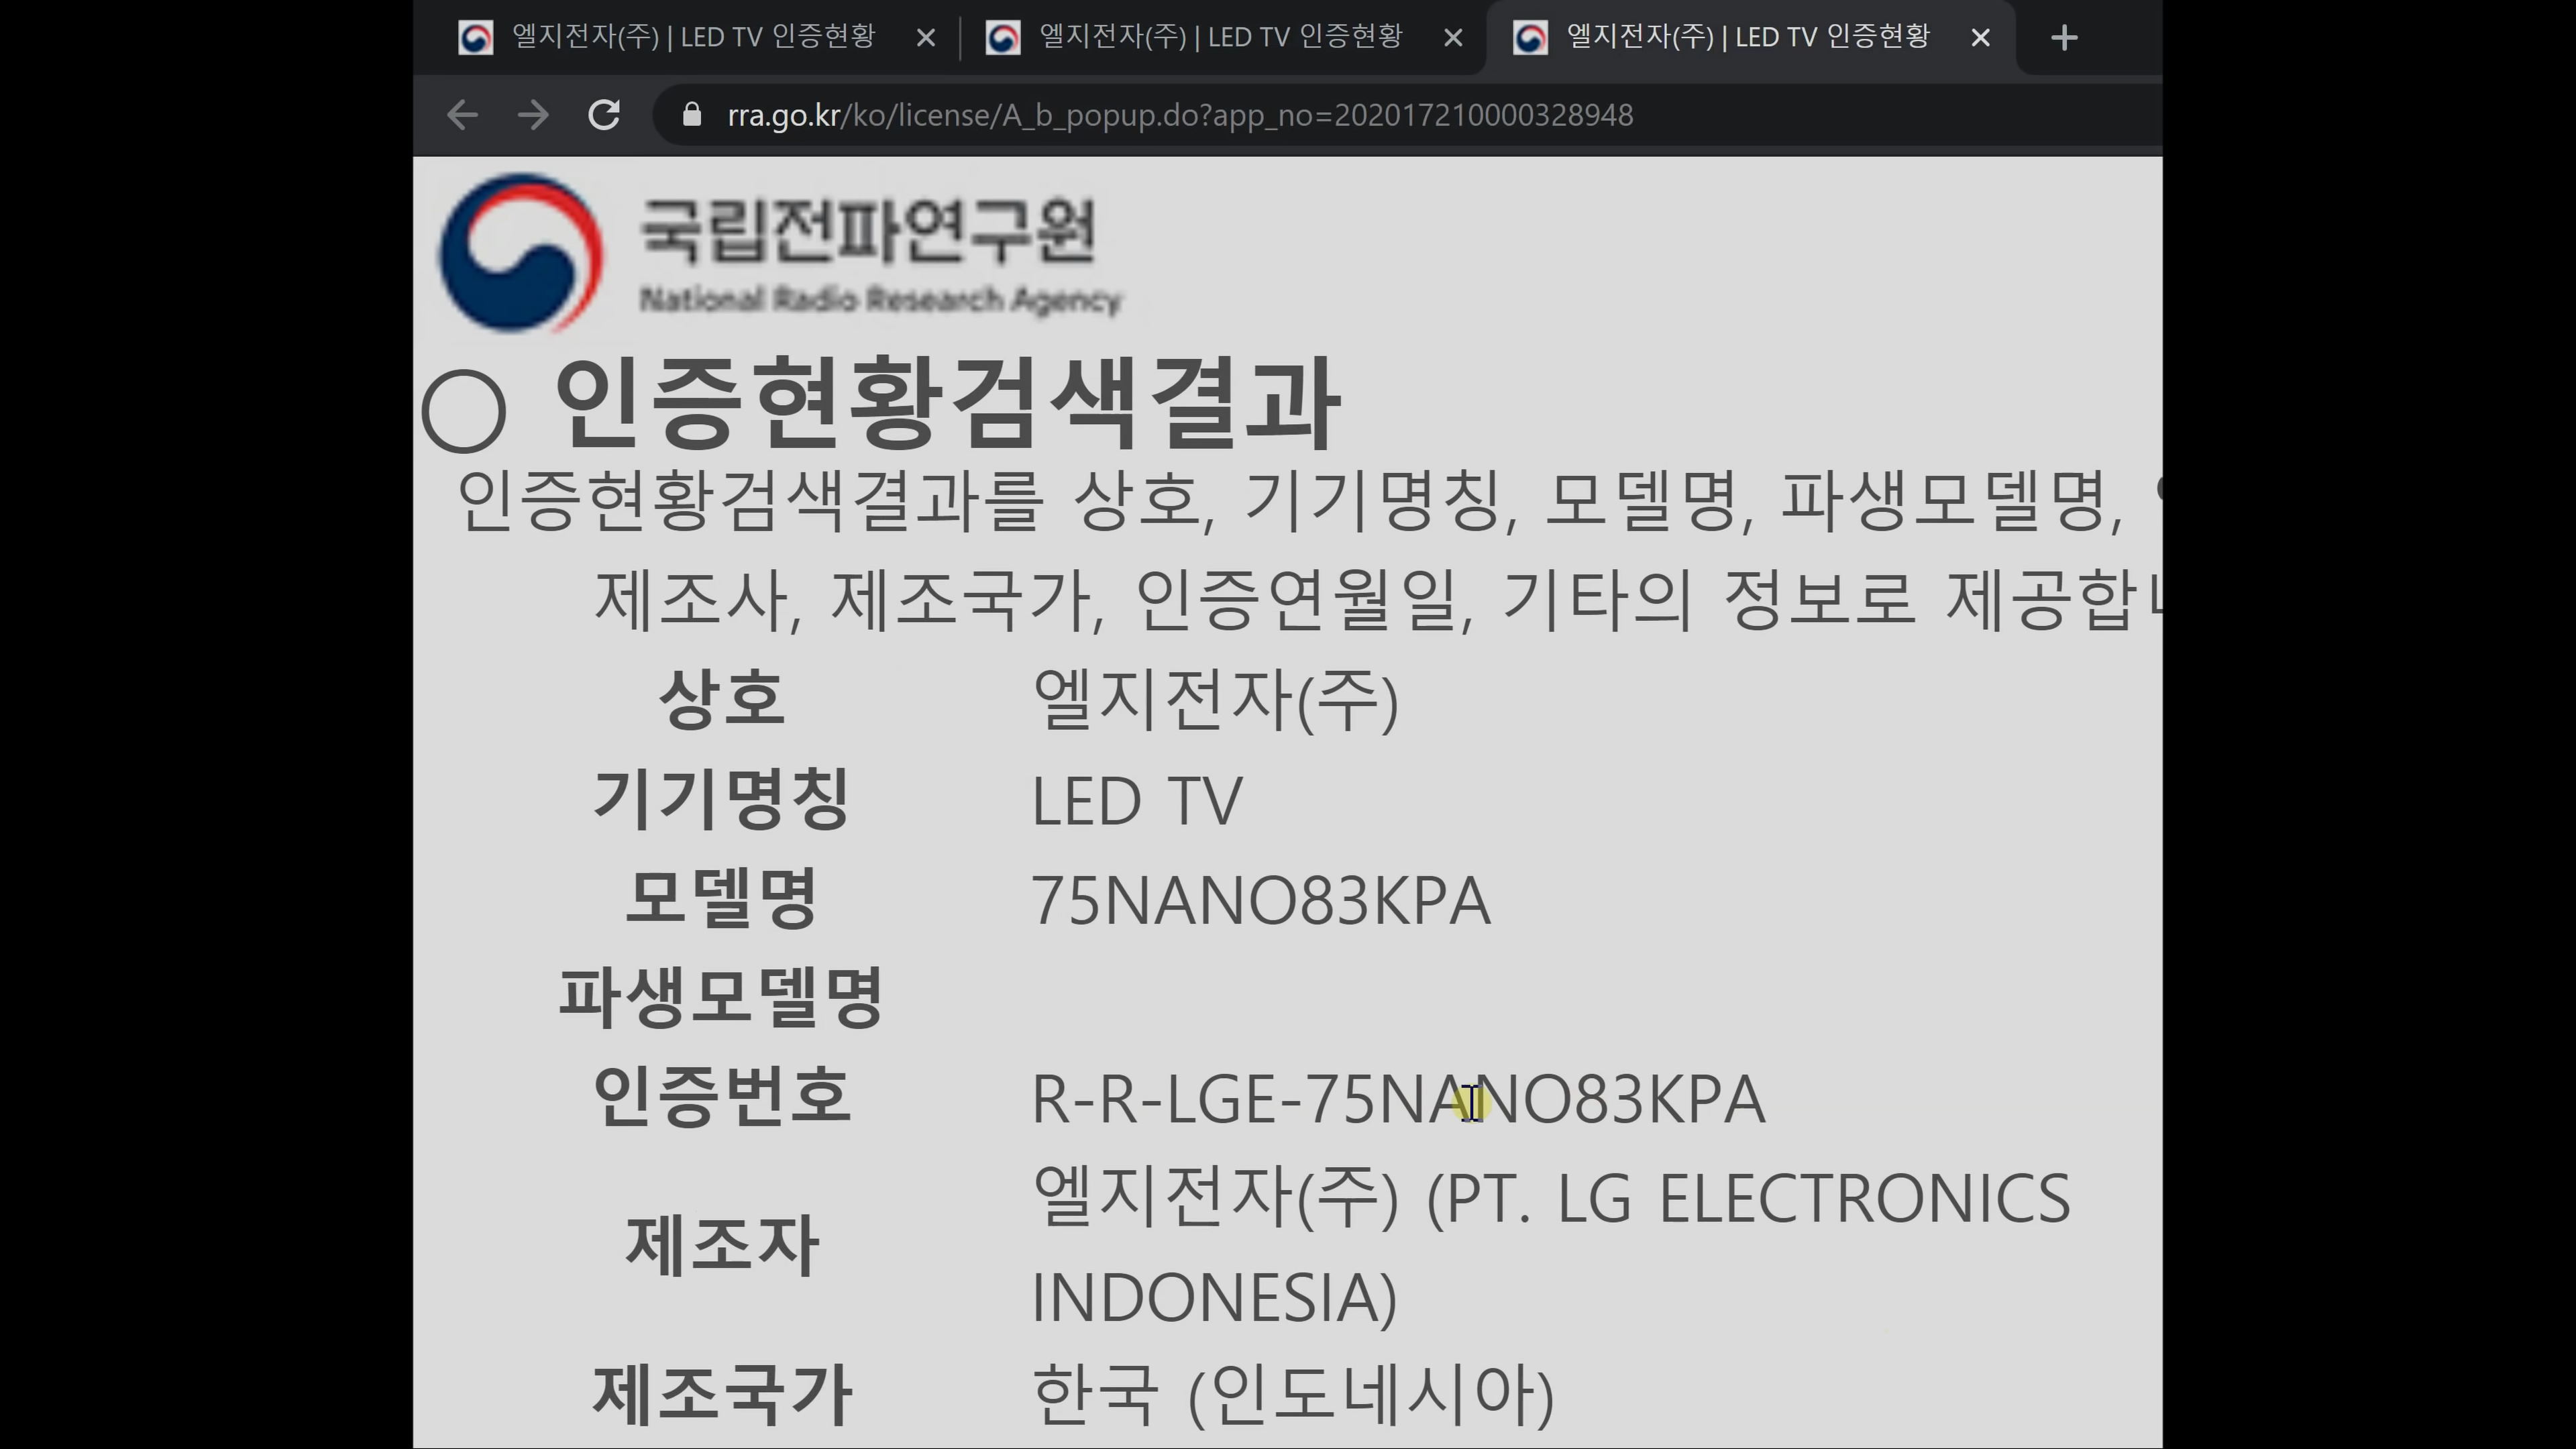 엘지전자(주) | LED TV 인증현황
엘지전자(주) | LED TV 인증현황
엘지전자(주) | LED TV 인증현황
rra.go.kr/ko/license/A_b_popup.do?app_no=202017210000328948
국립전파연구원
National Radio Research Agency
○ 인증현황검색결과
인증현황검색결과를 상호, 기기명칭, 모델명, 파생모델명,
제조사, 제조국가, 인증연월일, 기타의 정보로 제공합
상호 엘지전자(주)
기기명칭 LED TV
모델명 75NANO83KPA
파생모델명
인증번호 R-R-LGE-75NANO83KPA
제조자 엘지전자(주) (PT. LG ELECTRONICS
INDONESIA)
제조국가 한국 (인도네시아)